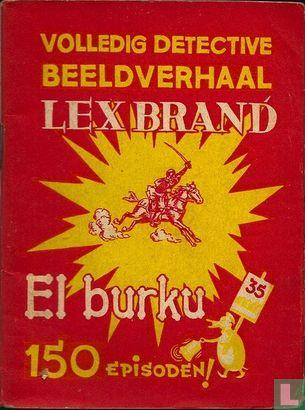 VOLLEDIG DETECTIVE
BEELDVERHAAL
LEX BRAND
El burku
35
150 EPISODEN!